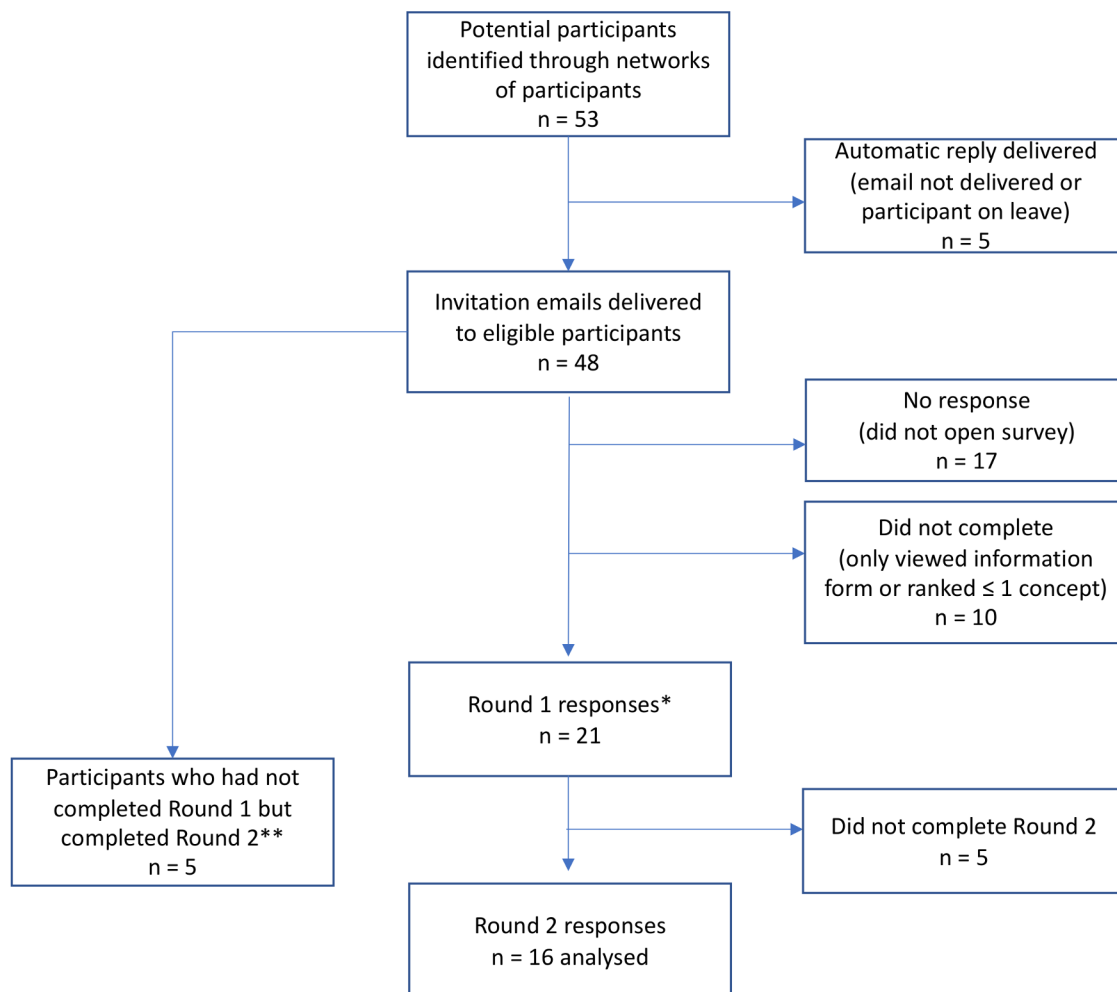 Potential participants
identified through networks
of participants
n = 53
Automatic reply delivered
(email not delivered or
participant on leave)
n = 5
Invitation emails delivered
to eligible participants
n = 48
No response
(did not open survey)
n = 17
Did not complete
(only viewed information
form or ranked ≤ 1 concept)
n = 10
Round 1 responses*
n = 21
Participants who had not
completed Round 1 but
completed Round 2**
n = 5
Did not complete Round 2
n = 5
Round 2 responses
n = 16 analysed